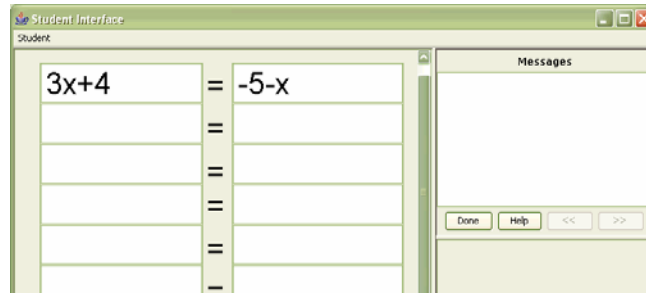 Student Interface
Student
Messages
3x+4 = -5-x
=
=
=
=
=
Done Help << >>